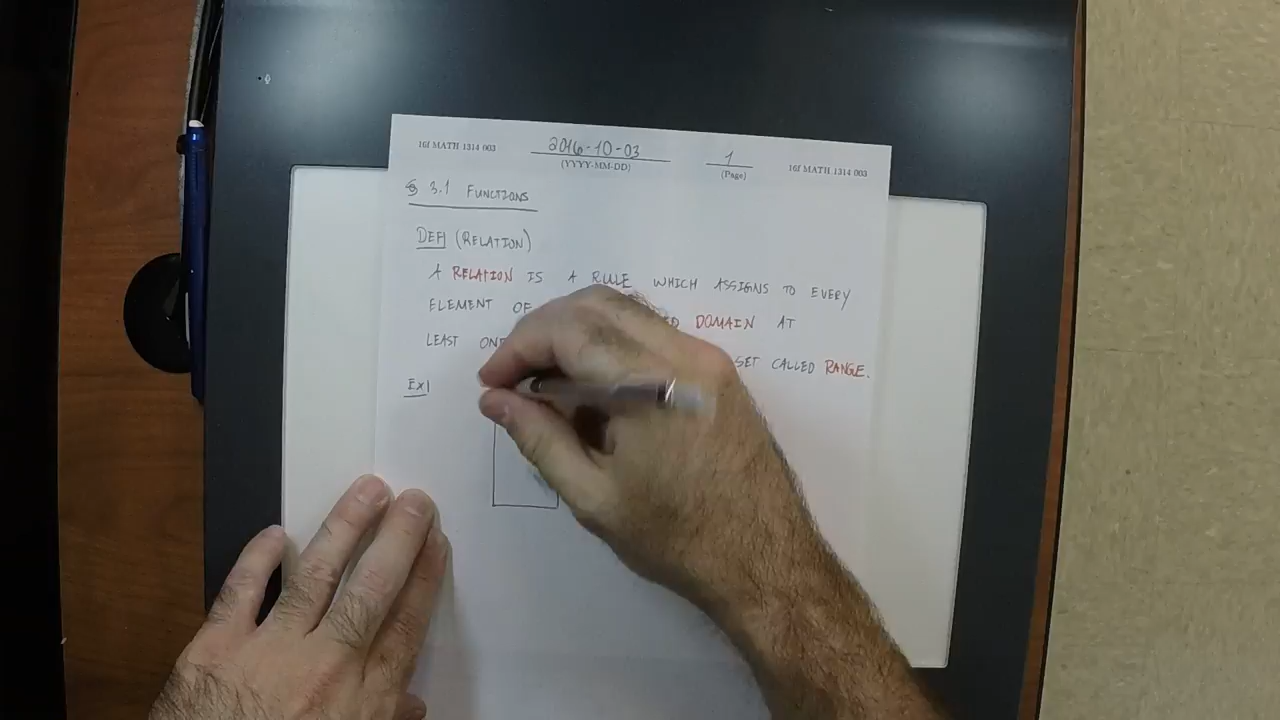 16f MATH 1314 003 2016-10-03 1 16f MATH 1314 003
(YYYY-MM-DD) (Page)
§ 3.1 FUNCTIONS
DEF (RELATION)
A RELATION IS A RULE WHICH ASSIGNS TO EVERY
ELEMENT OF DOMAIN AT
LEAST ONE SET CALLED RANGE.
EX